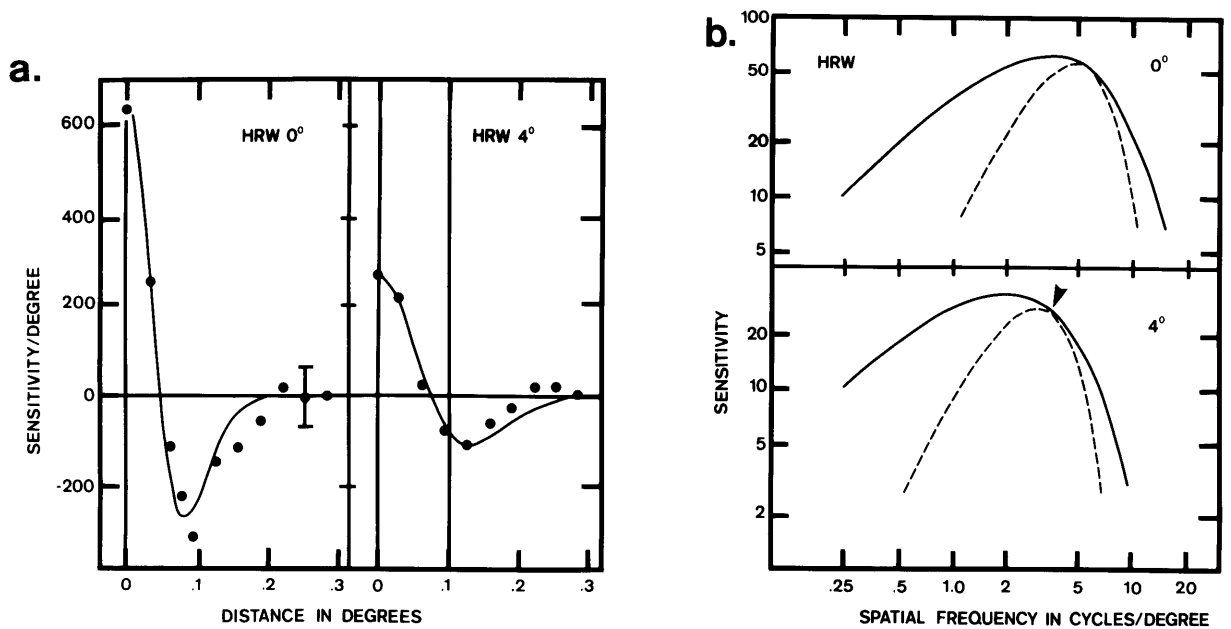 a.
HRW 0°
HRW 4°
600
400
200
0
-200
SENSITIVITY/DEGREE
0 .1 .2 .3
0 .1 .2 .3
DISTANCE IN DEGREES
b.
HRW
0°
100
50
20
10
5
4°
20
10
5
2
SENSITIVITY
.25 .5 1.0 2 5 10 20
SPATIAL FREQUENCY IN CYCLES/DEGREE